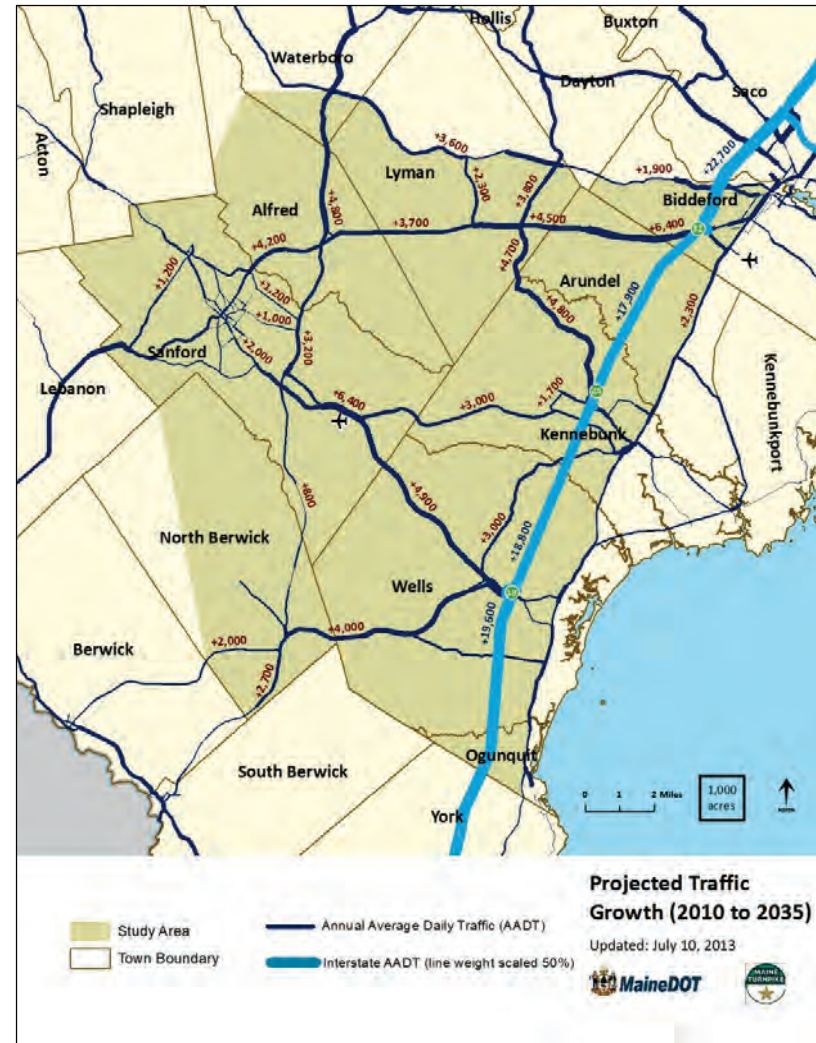 Hollis
Buxton
Waterboro
Dayton
Saco
Shapleigh
Acton
+22,700
+3,600
Lyman
+2,300
+3,800
+1,900
Biddeford
+4,800
Alfred
+3,700
+4,500
+6,400
+4,200
+4,700
Arundel
+1,200
+1,200
+4,800
+17,900
+2,300
+1,000
+3,200
Sanford
+2,000
Lebanon
+6,400
+3,000
+1,700
Kennebunk
Kennebunkport
+800
+4,900
North Berwick
+3,000
+18,800
Wells
19
+19,600
+4,000
Berwick
+2,000
+2,700
Ogunquit
South Berwick
York
0 1 2 Miles
1,000
acres
Projected Traffic
Growth (2010 to 2035)
Updated: July 10, 2013
Study Area
Town Boundary
Annual Average Daily Traffic (AADT)
Interstate AADT (line weight scaled 50%)
MaineDOT
MAINE
TURNPIKE